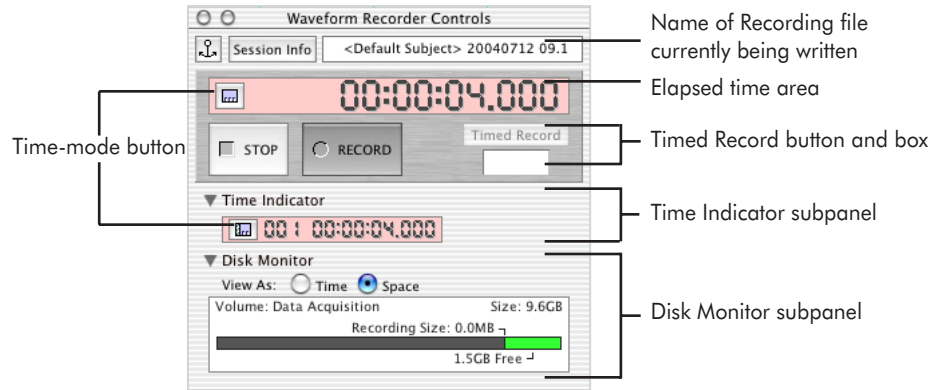 Waveform Recorder Controls
Session Info
<Default Subject> 20040712 09.1
Name of Recording file
currently being written
00:00:04.000
Elapsed time area
Time-mode button
STOP
RECORD
Timed Record
Timed Record button and box
Time Indicator
001 00:00:04.000
Time Indicator subpanel
Disk Monitor
View As: Time Space
Volume: Data Acquisition Size: 9.6GB
Recording Size: 0.0MB
1.5GB Free
Disk Monitor subpanel